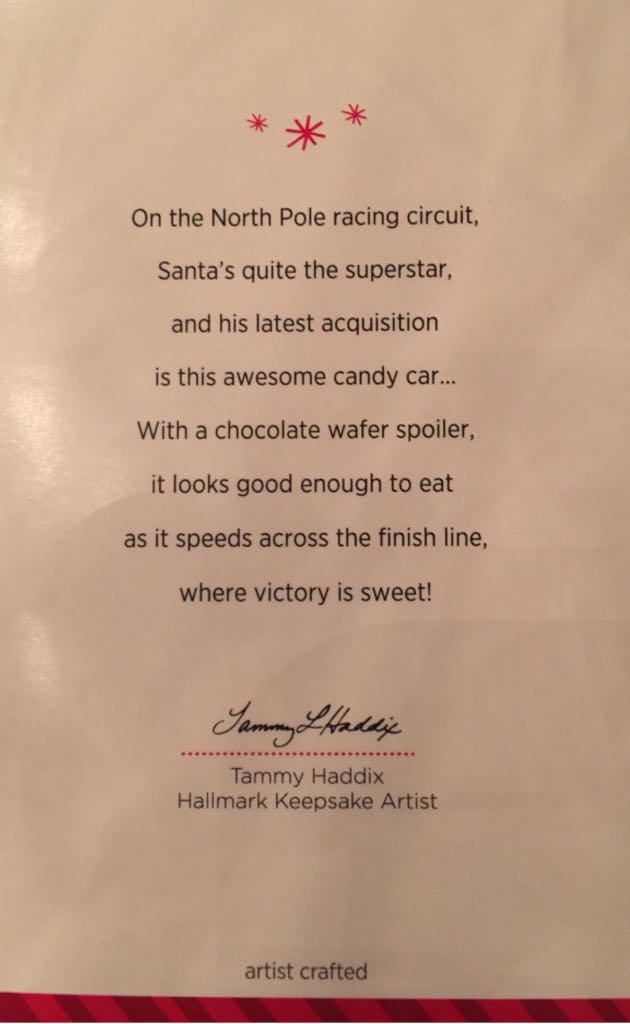 On the North Pole racing circuit,
Santa's quite the superstar,
and his latest acquisition
is this awesome candy car...
With a chocolate wafer spoiler,
it looks good enough to eat
as it speeds across the finish line,
where victory is sweet!
Tammy L Haddix
Tammy Haddix
Hallmark Keepsake Artist
artist crafted